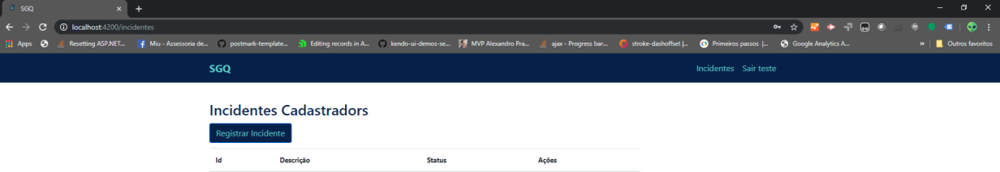 SGQ
localhost:4200/incidentes
Apps
Resetting ASP.NET...
Miu - Assessoria de...
postmark-template...
Editing records in A...
kendo-ui-demos-se...
MVP Alexandro Pra...
ajax - Progress bar...
stroke-dashoffset |...
Primeiros passos |...
Google Analytics A...
»
Outros favoritos
SGQ
Incidentes Sair teste
Incidentes Cadastradors
Registrar Incidente
Id Descrição Status Ações